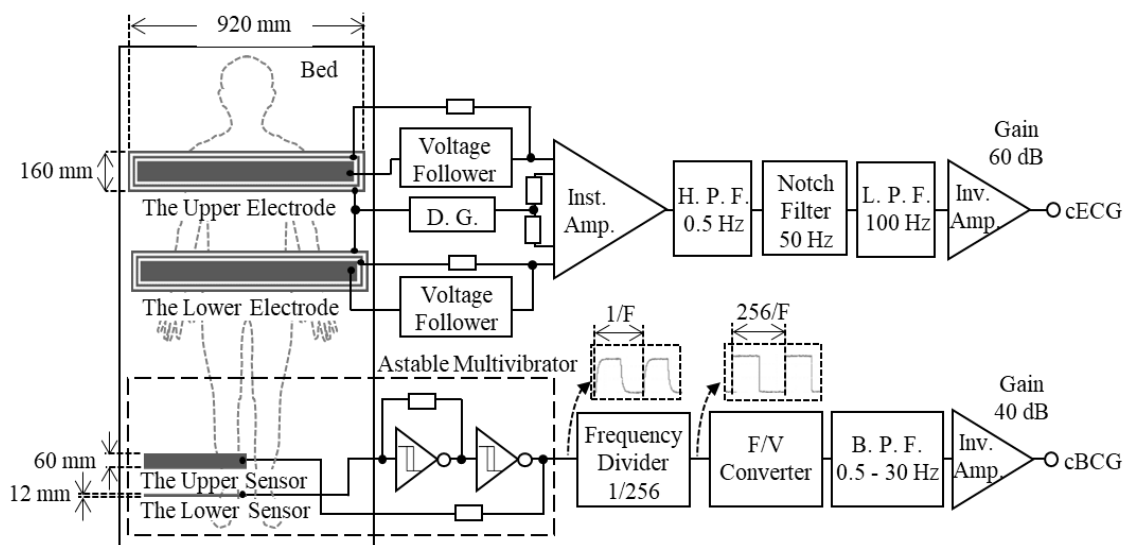 920 mm
Bed
160 mm
The Upper Electrode
The Lower Electrode
Voltage
Follower
D. G.
Voltage
Follower
Inst.
Amp.
H. P. F.
0.5 Hz
Notch
Filter
50 Hz
L. P. F.
100 Hz
Gain
60 dB
Inv.
Amp.
cECG
Astable Multivibrator
60 mm
The Upper Sensor
12 mm
The Lower Sensor
1/F
256/F
Frequency
Divider
1/256
F/V
Converter
B. P. F.
0.5 - 30 Hz
Gain
40 dB
Inv.
Amp.
cBCG